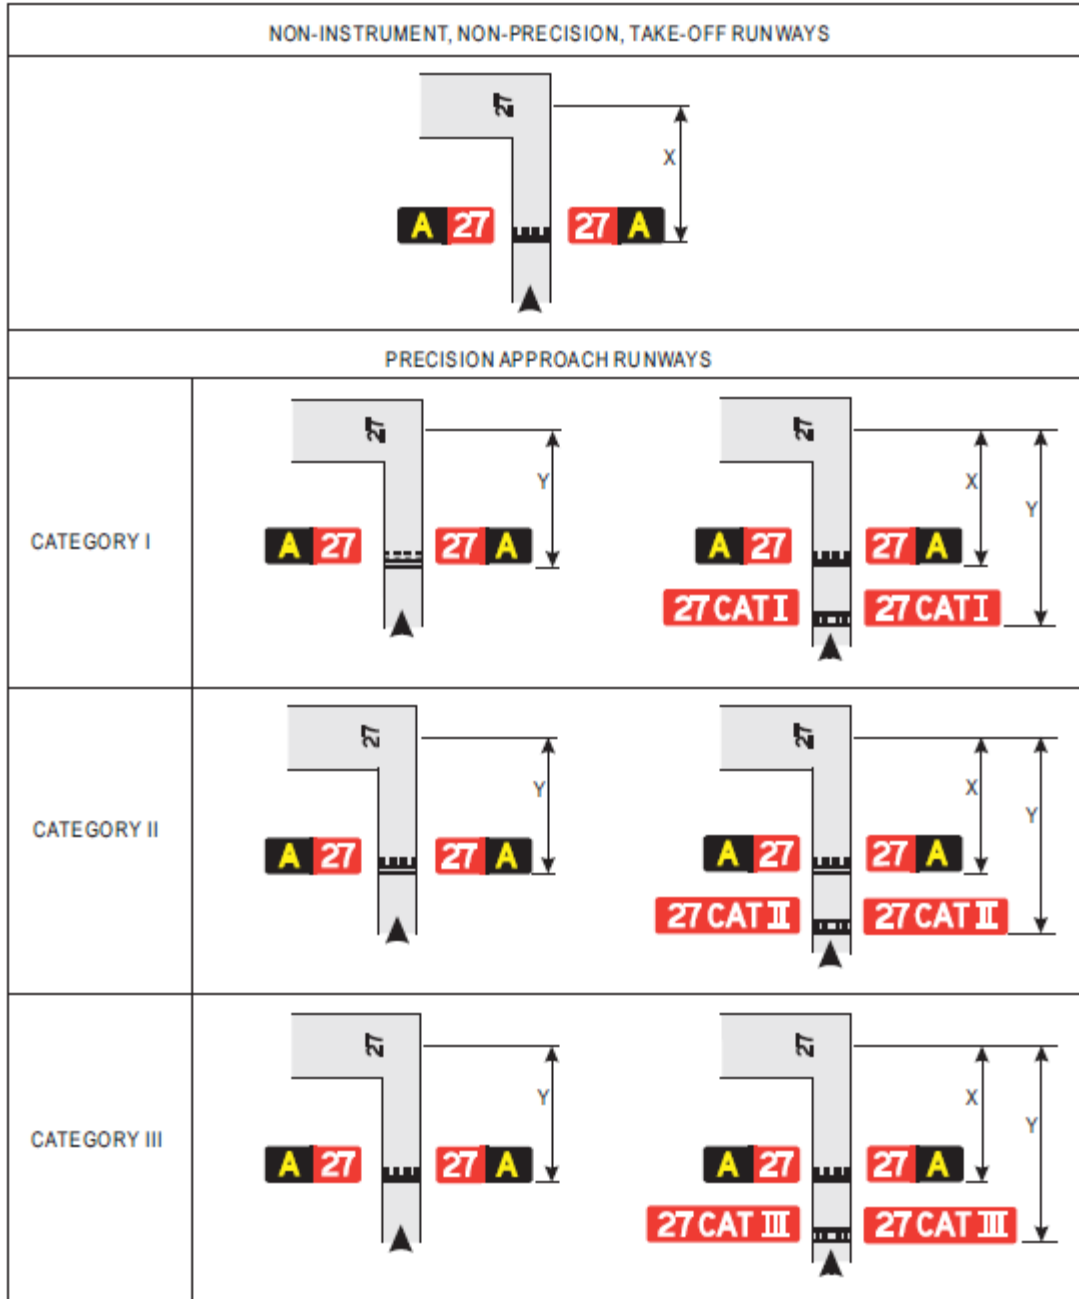 NON-INSTRUMENT, NON-PRECISION, TAKE-OFF RUNWAYS
27
X
A 27 27 A
PRECISION APPROACH RUNWAYS
CATEGORY I
27
Y
A 27 27 A
27
X
Y
A 27 27 A
27 CAT I 27 CAT I
CATEGORY II
27
Y
A 27 27 A
27
X
Y
A 27 27 A
27 CAT II 27 CAT II
CATEGORY III
27
Y
A 27 27 A
27
X
Y
A 27 27 A
27 CAT III 27 CAT III